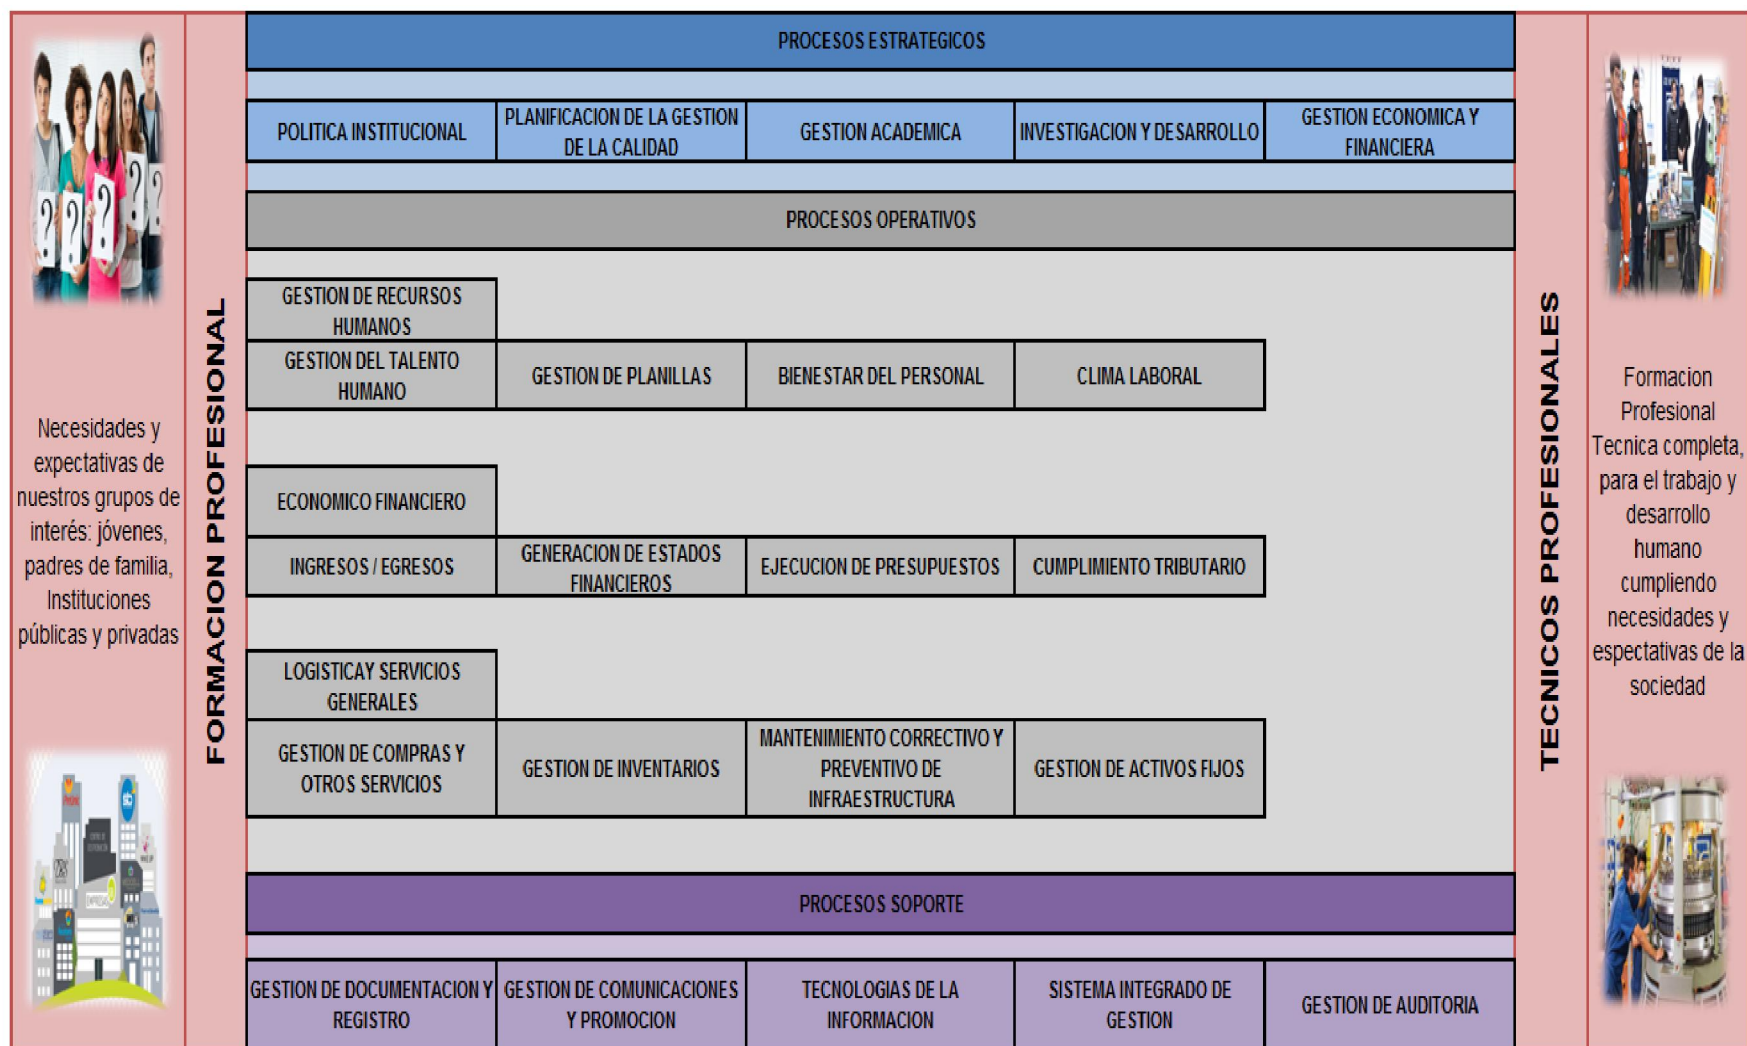 PROCESOS ESTRATEGICOS
POLITICA INSTITUCIONAL
PLANIFICACION DE LA GESTION
DE LA CALIDAD
GESTION ACADEMICA
INVESTIGACION Y DESARROLLO
GESTION ECONOMICA Y
FINANCIERA
PROCESOS OPERATIVOS
GESTION DE RECURSOS
HUMANOS
GESTION DEL TALENTO
HUMANO
GESTION DE PLANILLAS
BIENESTAR DEL PERSONAL
CLIMA LABORAL
ECONOMICO FINANCIERO
INGRESOS / EGRESOS
GENERACION DE ESTADOS
FINANCIEROS
EJECUCION DE PRESUPUESTOS
CUMPLIMIENTO TRIBUTARIO
LOGISTICAY SERVICIOS
GENERALES
GESTION DE COMPRAS Y
OTROS SERVICIOS
GESTION DE INVENTARIOS
MANTENIMIENTO CORRECTIVO Y
PREVENTIVO DE
INFRAESTRUCTURA
GESTION DE ACTIVOS FIJOS
PROCESOS SOPORTE
GESTION DE DOCUMENTACION Y
REGISTRO
GESTION DE COMUNICACIONES
Y PROMOCION
TECNOLOGIAS DE LA
INFORMACION
SISTEMA INTEGRADO DE
GESTION
GESTION DE AUDITORIA
? ? ? ? ?
Necesidades y
expectativas de
nuestros grupos de
interés: jóvenes,
padres de familia,
Instituciones
públicas y privadas
FORMACION PROFESIONAL
TECNICOS PROFESIONALES
Formacion
Profesional
Tecnica completa,
para el trabajo y
desarrollo
humano
cumpliendo
necesidades y
espectativas de la
sociedad